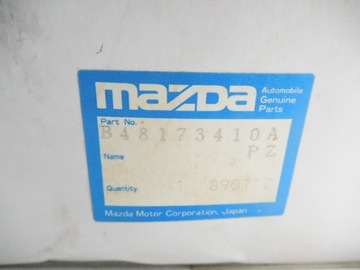 mazda
Automobile
Genuine
Parts
Part No.
B48173410A
Name
PZ
Quantity
1 890712
Mazda Motor Corporation, Japan